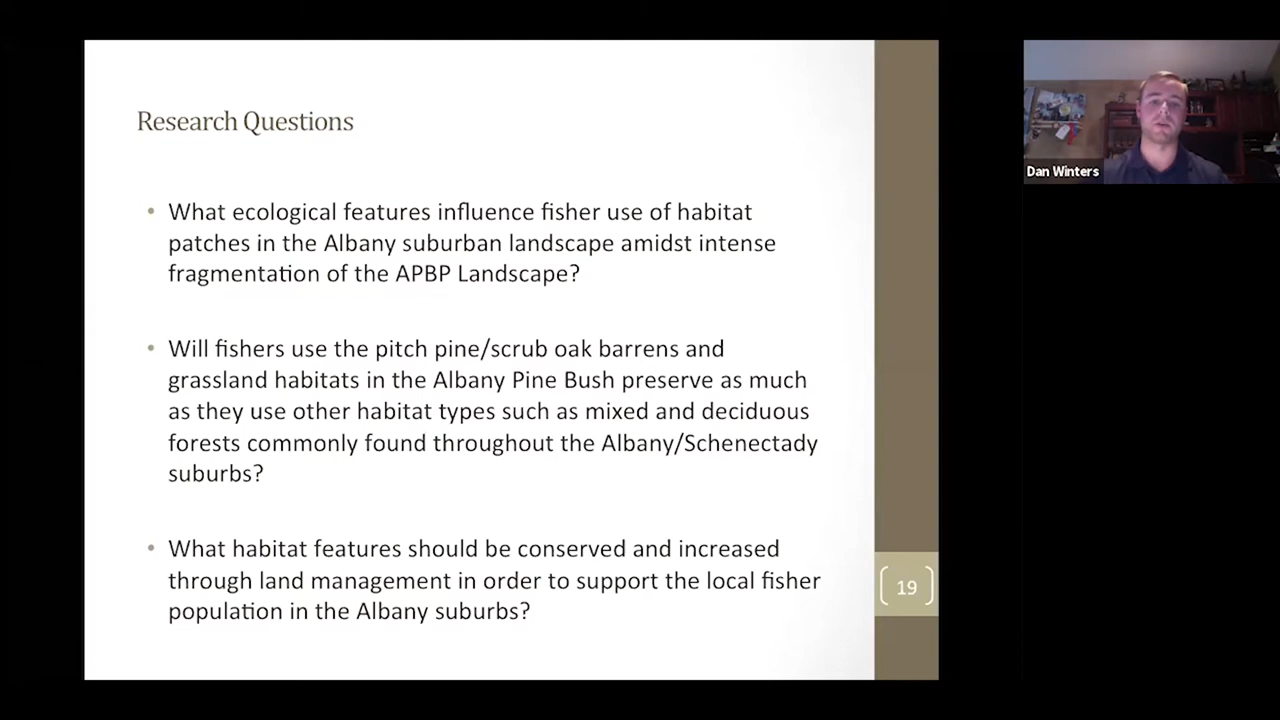 Research Questions
• What ecological features influence fisher use of habitat
patches in the Albany suburban landscape amidst intense
fragmentation of the APBP Landscape?
• Will fishers use the pitch pine/scrub oak barrens and
grassland habitats in the Albany Pine Bush preserve as much
as they use other habitat types such as mixed and deciduous
forests commonly found throughout the Albany/Schenectady
suburbs?
• What habitat features should be conserved and increased
through land management in order to support the local fisher
population in the Albany suburbs?
19
Dan Winters